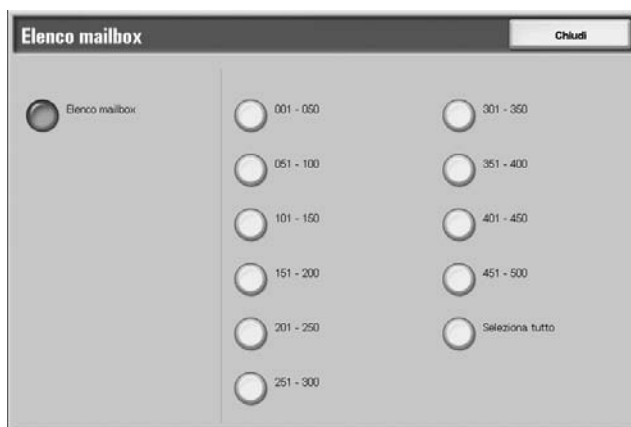 Elenco mailbox
Chiudi
Elenco mailbox
001 - 050
051 - 100
101 - 150
151 - 200
201 - 250
251 - 300
301 - 350
351 - 400
401 - 450
451 - 500
Seleziona tutto